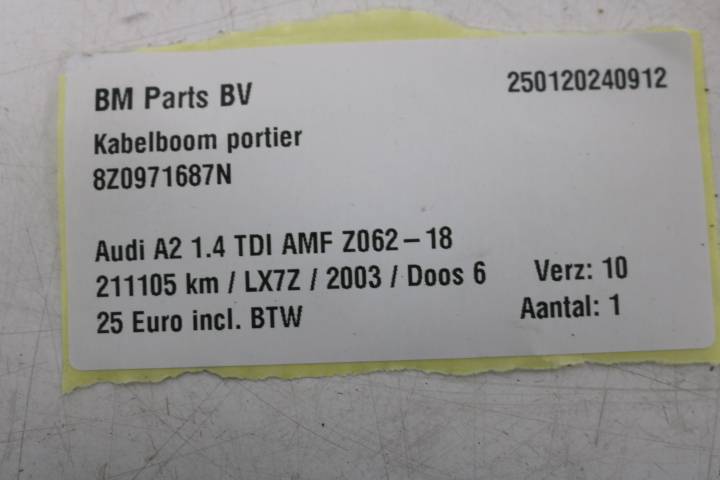 BM Parts BV
250120240912
Kabelboom portier
8Z0971687N
Audi A2 1.4 TDI AMF Z062–18
211105 km / LX7Z / 2003 / Doos 6
Verz: 10
25 Euro incl. BTW
Aantal: 1